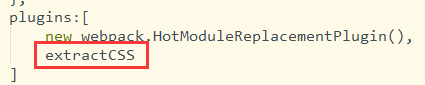 },
plugins:[
    new webpack.HotModuleReplacementPlugin(),
    extractCSS
]